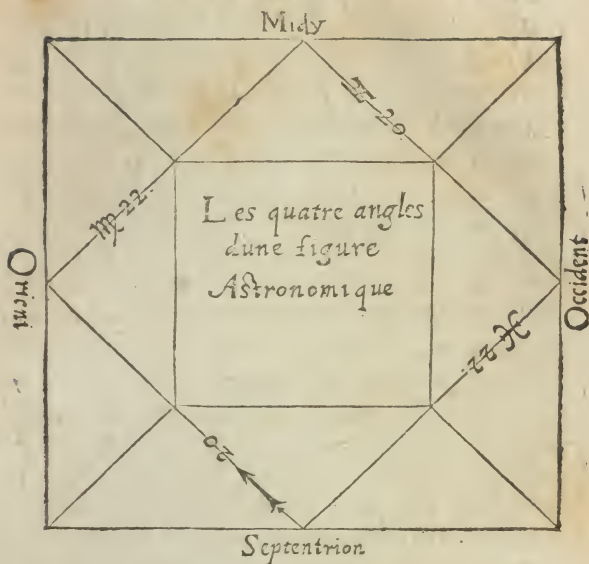 Midy
♊ 20
♍ 22
Les quatre angles
dune figure
Astronomique
Orient
Occident
♓ 22
♐ 20
Septentrion